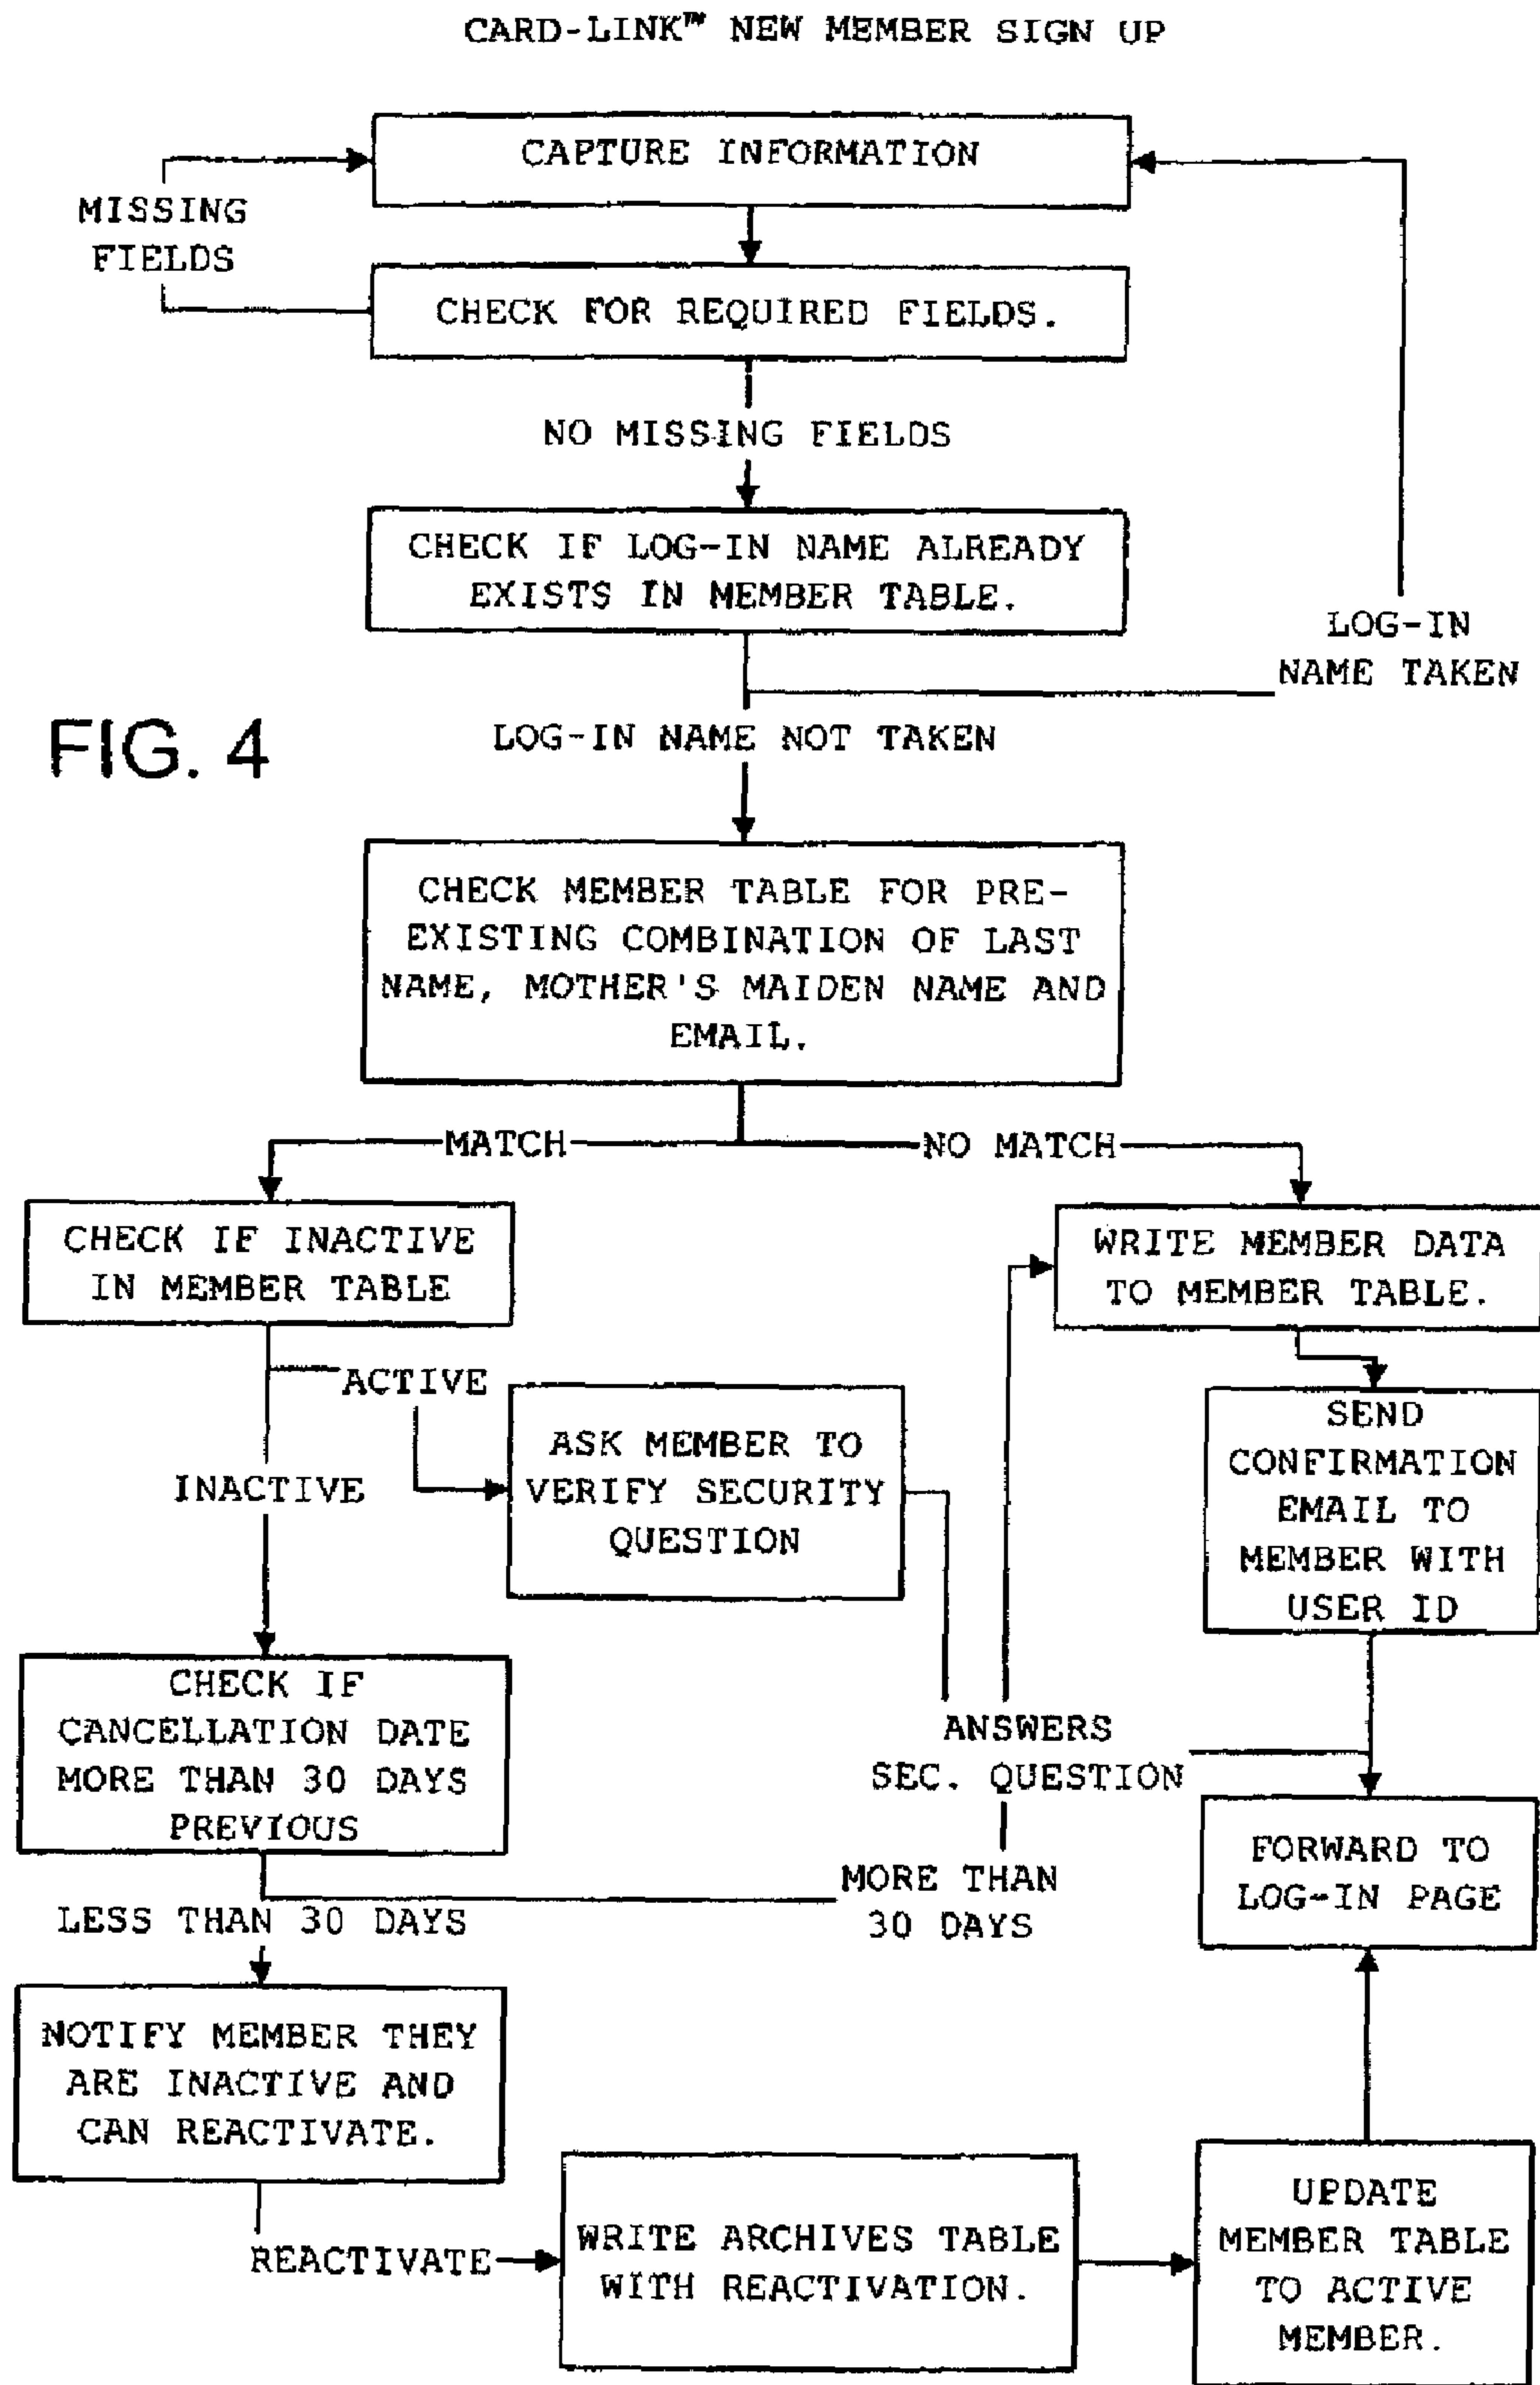 CARD-LINK™ NEW MEMBER SIGN UP
CAPTURE INFORMATION
MISSING
FIELDS
CHECK FOR REQUIRED FIELDS.
NO MISSING FIELDS
CHECK IF LOG-IN NAME ALREADY
EXISTS IN MEMBER TABLE.
LOG-IN
NAME TAKEN
FIG. 4
LOG-IN NAME NOT TAKEN
CHECK MEMBER TABLE FOR PRE-
EXISTING COMBINATION OF LAST
NAME, MOTHER'S MAIDEN NAME AND
EMAIL.
MATCH
NO MATCH
CHECK IF INACTIVE
IN MEMBER TABLE
WRITE MEMBER DATA
TO MEMBER TABLE.
ACTIVE
ASK MEMBER TO
VERIFY SECURITY
QUESTION
SEND
CONFIRMATION
EMAIL TO
MEMBER WITH
USER ID
INACTIVE
CHECK IF
CANCELLATION DATE
MORE THAN 30 DAYS
PREVIOUS
ANSWERS
SEC. QUESTION
FORWARD TO
LOG-IN PAGE
MORE THAN
30 DAYS
LESS THAN 30 DAYS
NOTIFY MEMBER THEY
ARE INACTIVE AND
CAN REACTIVATE.
REACTIVATE
WRITE ARCHIVES TABLE
WITH REACTIVATION.
UPDATE
MEMBER TABLE
TO ACTIVE
MEMBER.